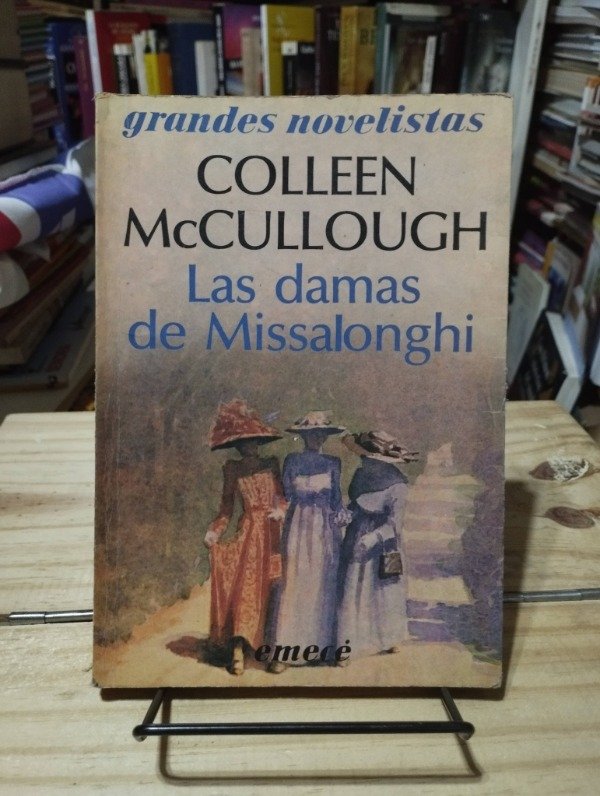 grandes novelistas
COLLEEN
McCULLOUGH
Las damas
de Missalonghi
emecé